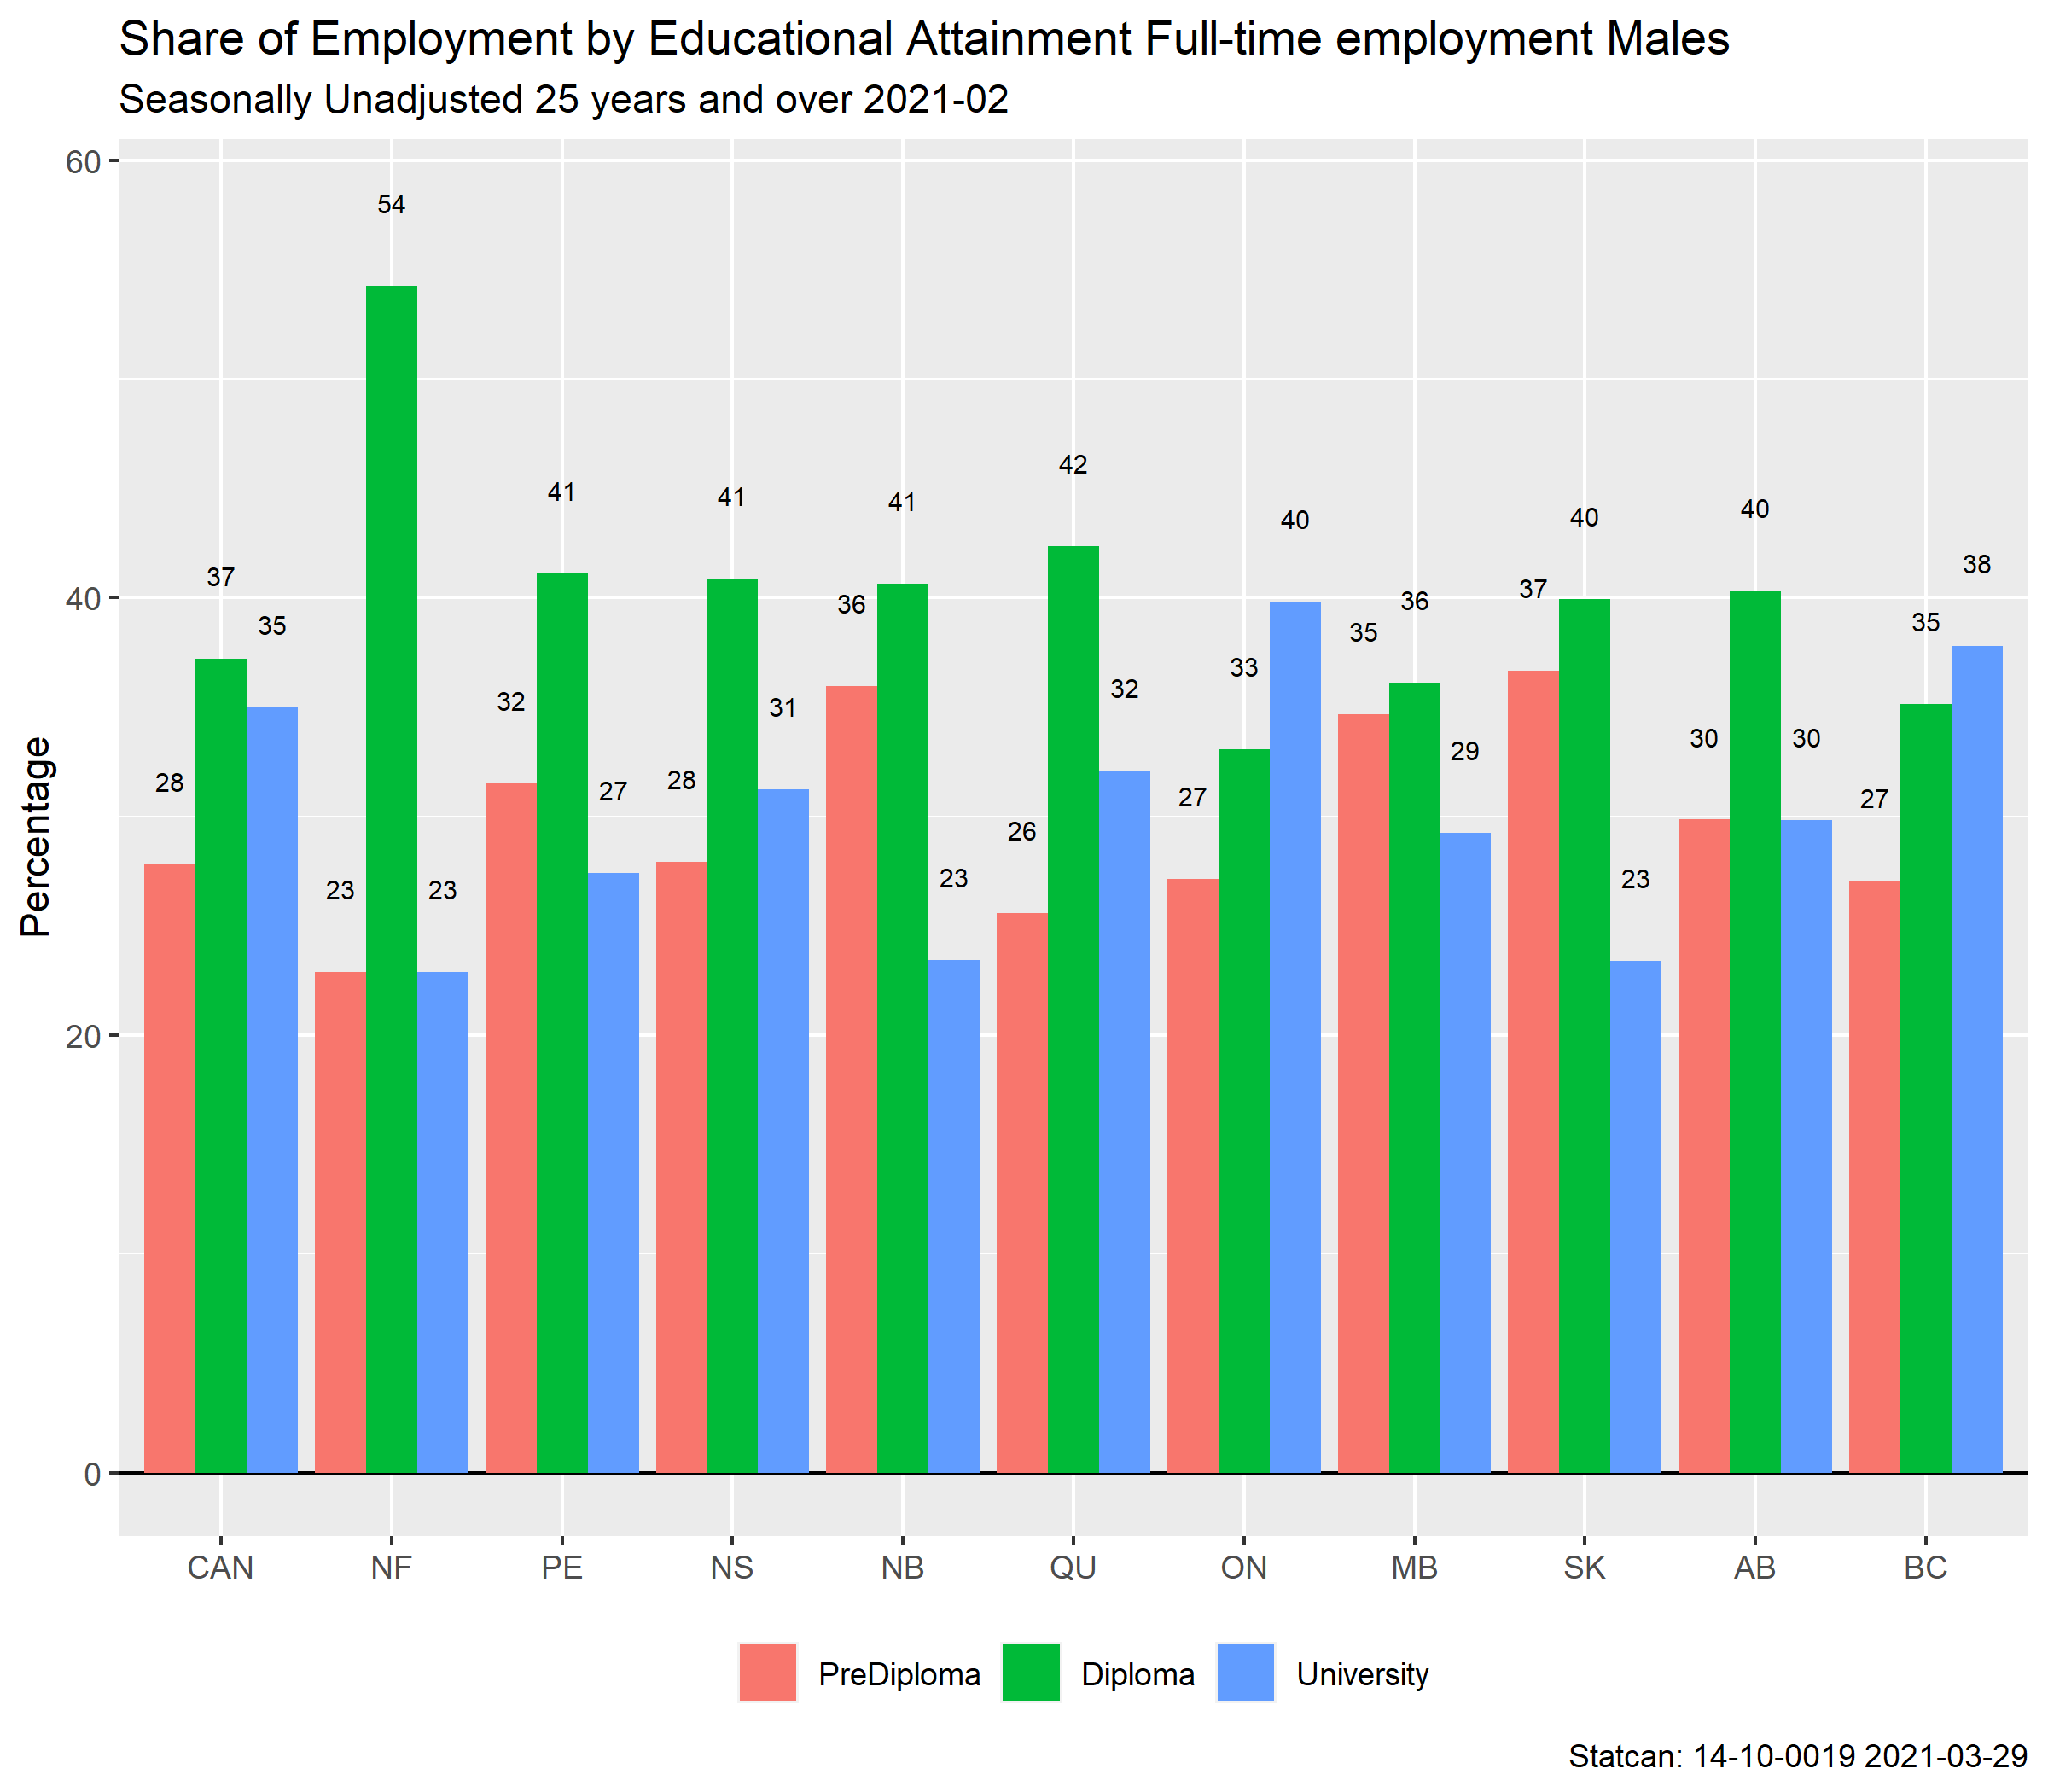 Share of Employment by Educational Attainment Full-time employment Males
Seasonally Unadjusted 25 years and over 2021-02
Percentage
60
40
20
0
28 37 35
23 54 23
32 41 27
28 41 31
36 41 23
26 42 32
27 33 40
35 36 29
37 40 23
30 40 30
27 35 38
CAN NF PE NS NB QU ON MB SK AB BC
PreDiploma Diploma University
Statcan: 14-10-0019 2021-03-29